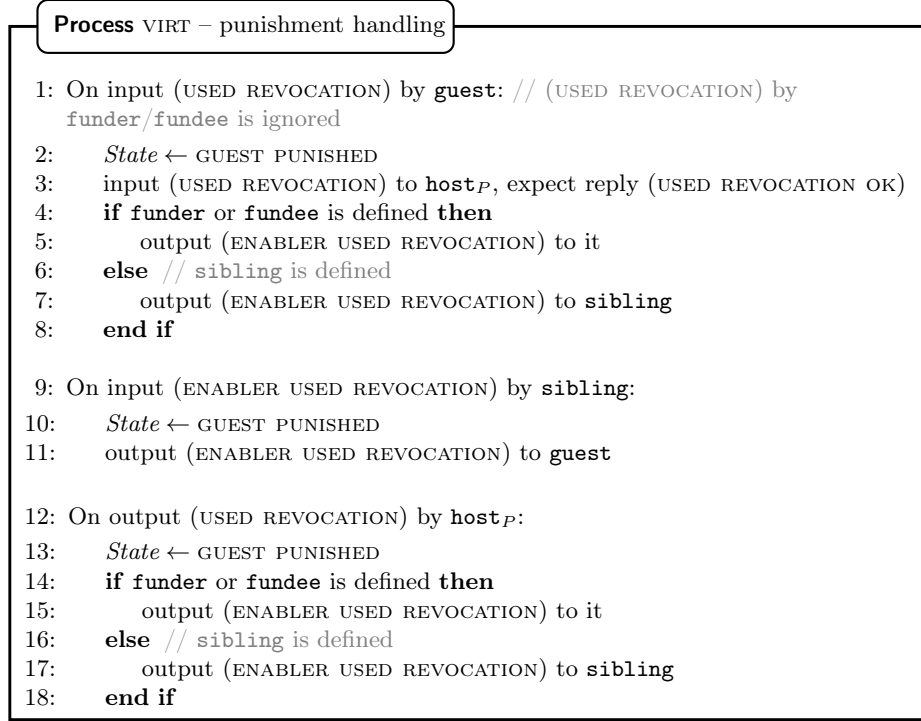 Process VIRT – punishment handling
1: On input (USED REVOCATION) by guest: // (USED REVOCATION) by
funder/fundee is ignored
2: State ← GUEST PUNISHED
3: input (USED REVOCATION) to host_P, expect reply (USED REVOCATION OK)
4: if funder or fundee is defined then
5: output (ENABLER USED REVOCATION) to it
6: else // sibling is defined
7: output (ENABLER USED REVOCATION) to sibling
8: end if
9: On input (ENABLER USED REVOCATION) by sibling:
10: State ← GUEST PUNISHED
11: output (ENABLER USED REVOCATION) to guest
12: On output (USED REVOCATION) by host_P:
13: State ← GUEST PUNISHED
14: if funder or fundee is defined then
15: output (ENABLER USED REVOCATION) to it
16: else // sibling is defined
17: output (ENABLER USED REVOCATION) to sibling
18: end if